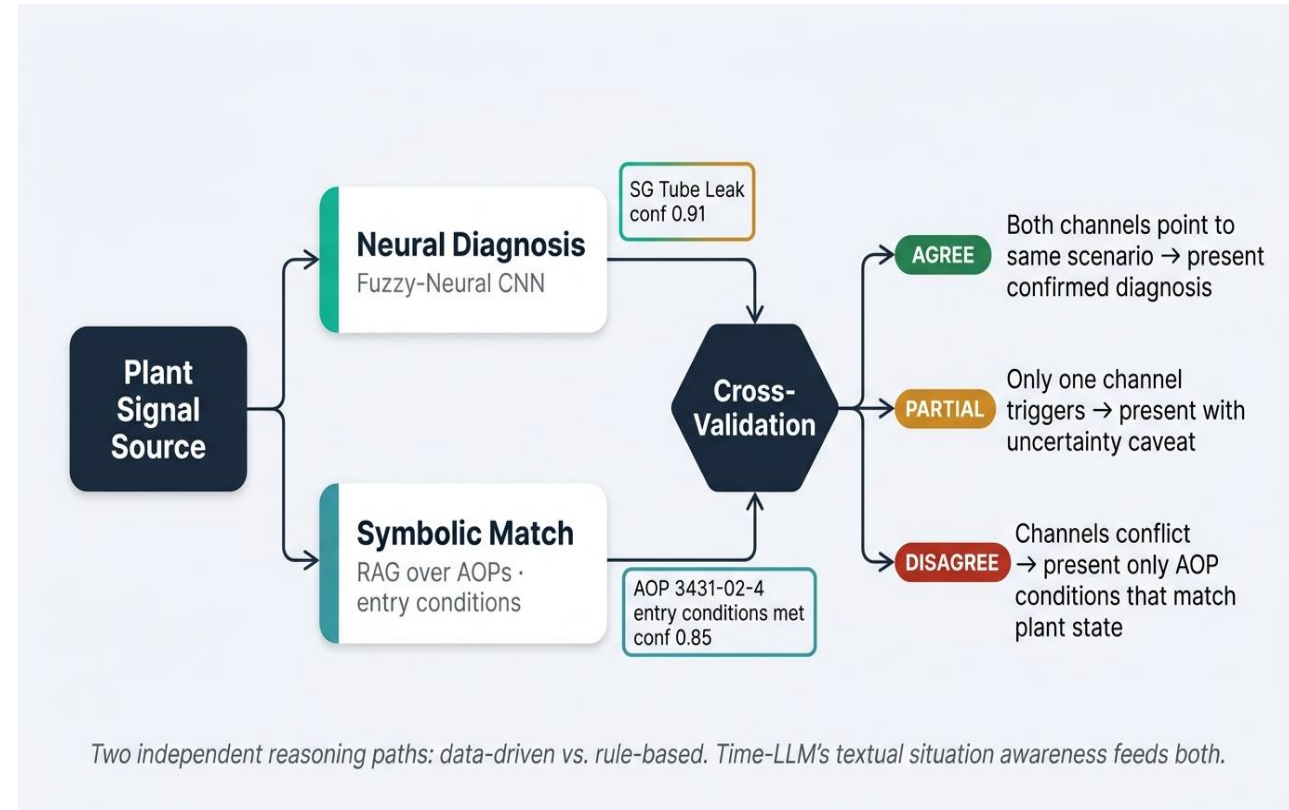 Plant
Signal
Source
Neural Diagnosis
Fuzzy-Neural CNN
SG Tube Leak
conf 0.91
Symbolic Match
RAG over AOPs ·
entry conditions
AOP 3431-02-4
entry conditions met
conf 0.85
Cross-
Validation
AGREE
Both channels point to
same scenario → present
confirmed diagnosis
PARTIAL
Only one channel
triggers → present with
uncertainty caveat
DISAGREE
Channels conflict
→ present only AOP
conditions that match
plant state
Two independent reasoning paths: data-driven vs. rule-based. Time-LLM's textual situation awareness feeds both.